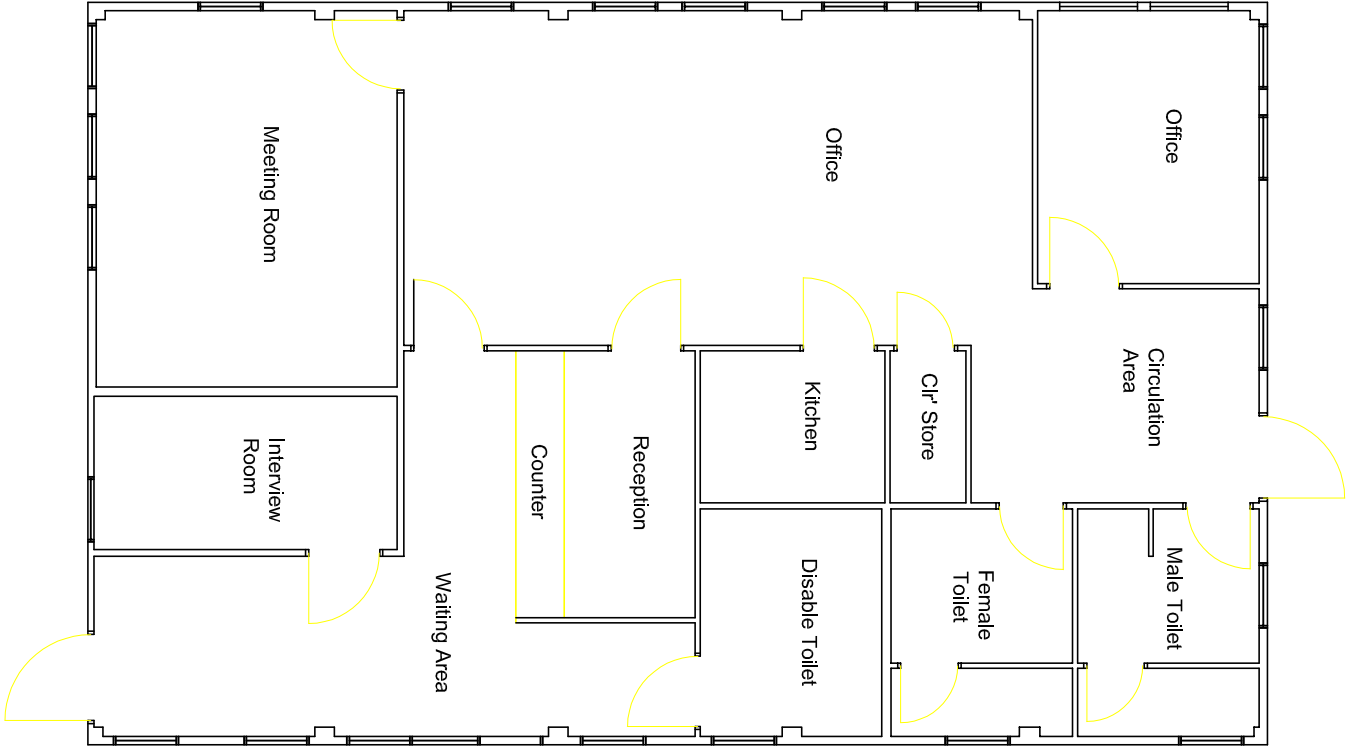 Meeting Room
Office
Office
Circulation
Area
Kitchen
Clr' Store
Interview
Room
Counter
Reception
Waiting Area
Disable Toilet
Female
Toilet
Male Toilet